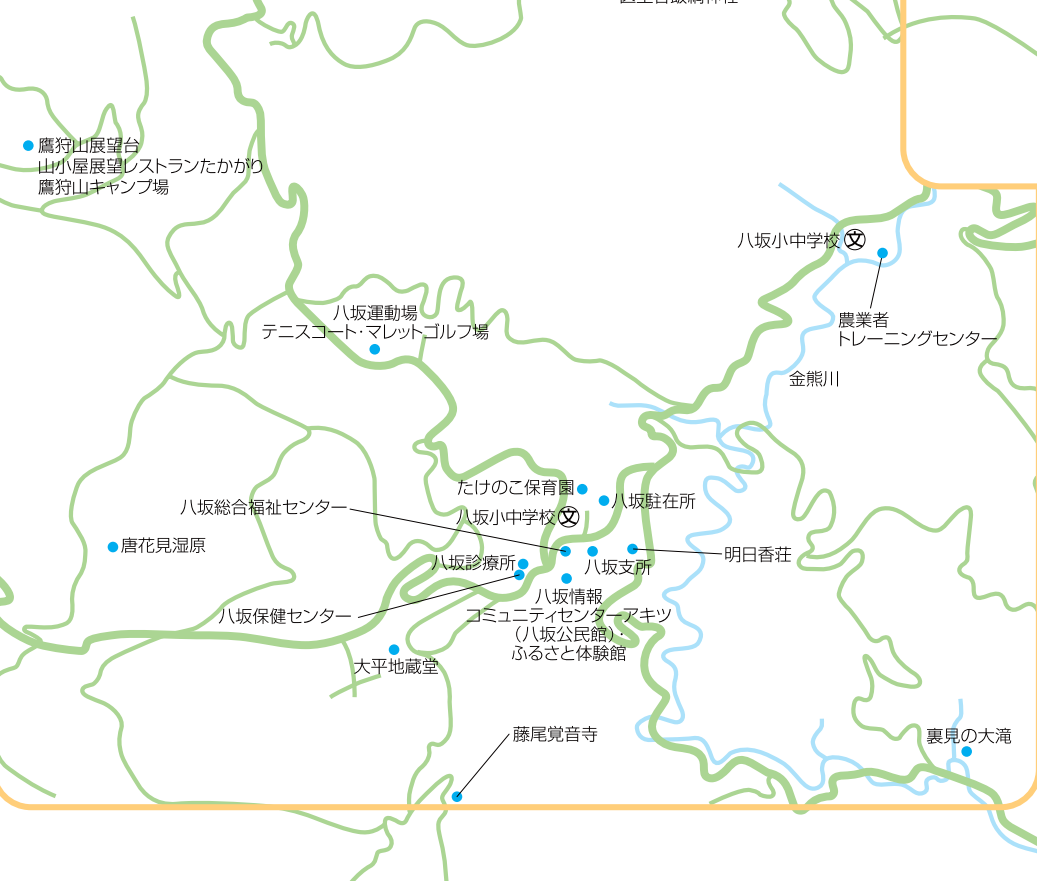 鷹狩山展望台
山小屋展望レストランたかがり
鷹狩山キャンプ場
八坂小中学校
文
農業者
トレーニングセンター
八坂運動場
テニスコート・マレットゴルフ場
金熊川
たけのこ保育園
八坂駐在所
八坂総合福祉センター
八坂小中学校
文
唐花見湿原
八坂診療所
八坂支所
明日香荘
八坂保健センター
八坂情報
コミュニティセンターアキツ
（八坂公民館）・
ふるさと体験館
大平地蔵堂
藤尾覚音寺
裏見の大滝